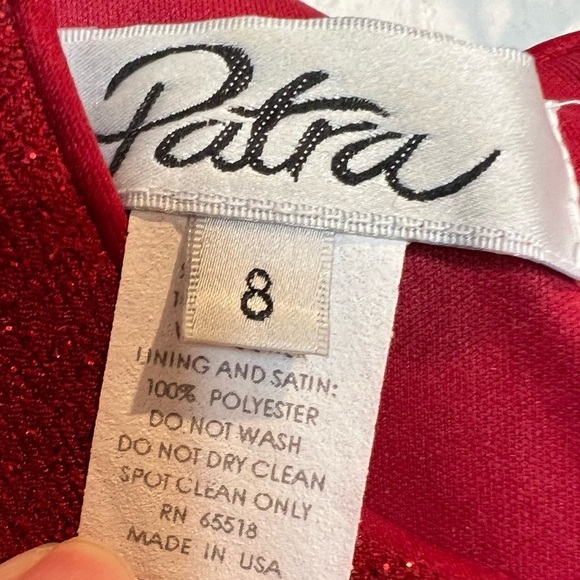 Patra
8
LINING AND SATIN:
100% POLYESTER
DO NOT WASH
DO NOT DRY CLEAN
SPOT CLEAN ONLY
RN 65518
MADE IN USA